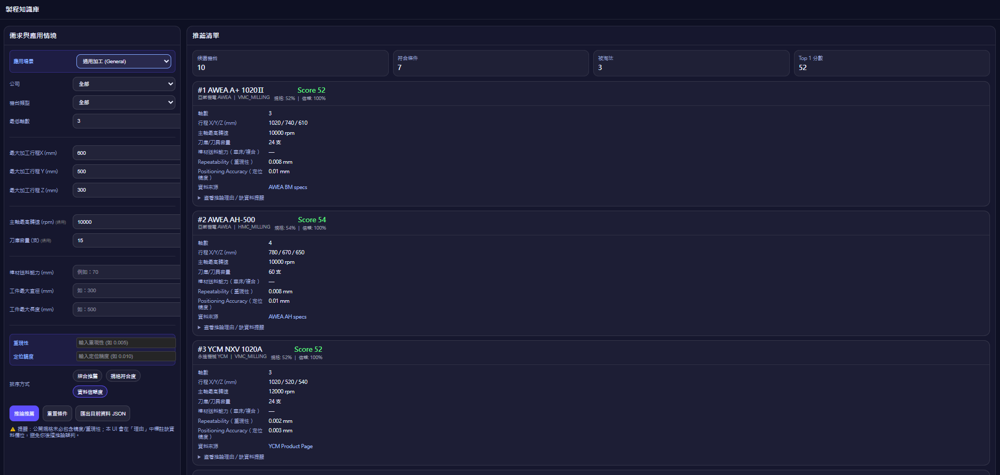 製程知識庫
需求與應用情境
應用場景 通用加工 (General)
公司 全部
機台類型 全部
最低軸數 3
最大加工行程X (mm) 600
最大加工行程 Y (mm) 500
最大加工行程 Z (mm) 300
主軸最高轉速 (rpm) (通用) 10000
刀庫容量 (支) (通用) 15
棒材送料能力 (mm) 例如：70
工件最大直徑 (mm) 如：300
工件最大長度 (mm) 如：500
重現性 輸入重現性 (如 0.005)
定位精度 輸入定位精度 (如 0.010)
排序方式 綜合推薦 規格符合度
資料信賴度
推論推薦 重置條件 匯出目前資料 JSON
⚠ 提醒：公開規格未必包含精度/重現性；本 UI 會在「理由」中標註缺資
料欄位，避免你後續推論誤判。
推薦清單
候選機台
10
符合條件
7
被淘汰
3
Top 1 分數
52
#1 AWEA A+ 1020Ⅱ Score 52
亞崴機電 AWEA | VMC_MILLING 規格: 52% | 信賴: 100%
軸數 3
行程 X/Y/Z (mm) 1020 / 740 / 610
主軸最高轉速 10000 rpm
刀庫/刀具容量 24 支
棒材送料能力（車床/複合） —
Repeatability（重現性） 0.008 mm
Positioning Accuracy（定位 0.01 mm
精度）
資料來源 AWEA BM specs
▶ 查看推論理由 / 缺資料提醒
#2 AWEA AH-500 Score 54
亞崴機電 AWEA | HMC_MILLING 規格: 54% | 信賴: 100%
軸數 4
行程 X/Y/Z (mm) 780 / 670 / 650
主軸最高轉速 10000 rpm
刀庫/刀具容量 60 支
棒材送料能力（車床/複合） —
Repeatability（重現性） 0.008 mm
Positioning Accuracy（定位 0.01 mm
精度）
資料來源 AWEA AH specs
▶ 查看推論理由 / 缺資料提醒
#3 YCM NXV 1020A Score 52
永進機械 YCM | VMC_MILLING 規格: 52% | 信賴: 100%
軸數 3
行程 X/Y/Z (mm) 1020 / 520 / 540
主軸最高轉速 12000 rpm
刀庫/刀具容量 24 支
棒材送料能力（車床/複合） —
Repeatability（重現性） 0.002 mm
Positioning Accuracy（定位 0.003 mm
精度）
資料來源 YCM Product Page
▶ 查看推論理由 / 缺資料提醒